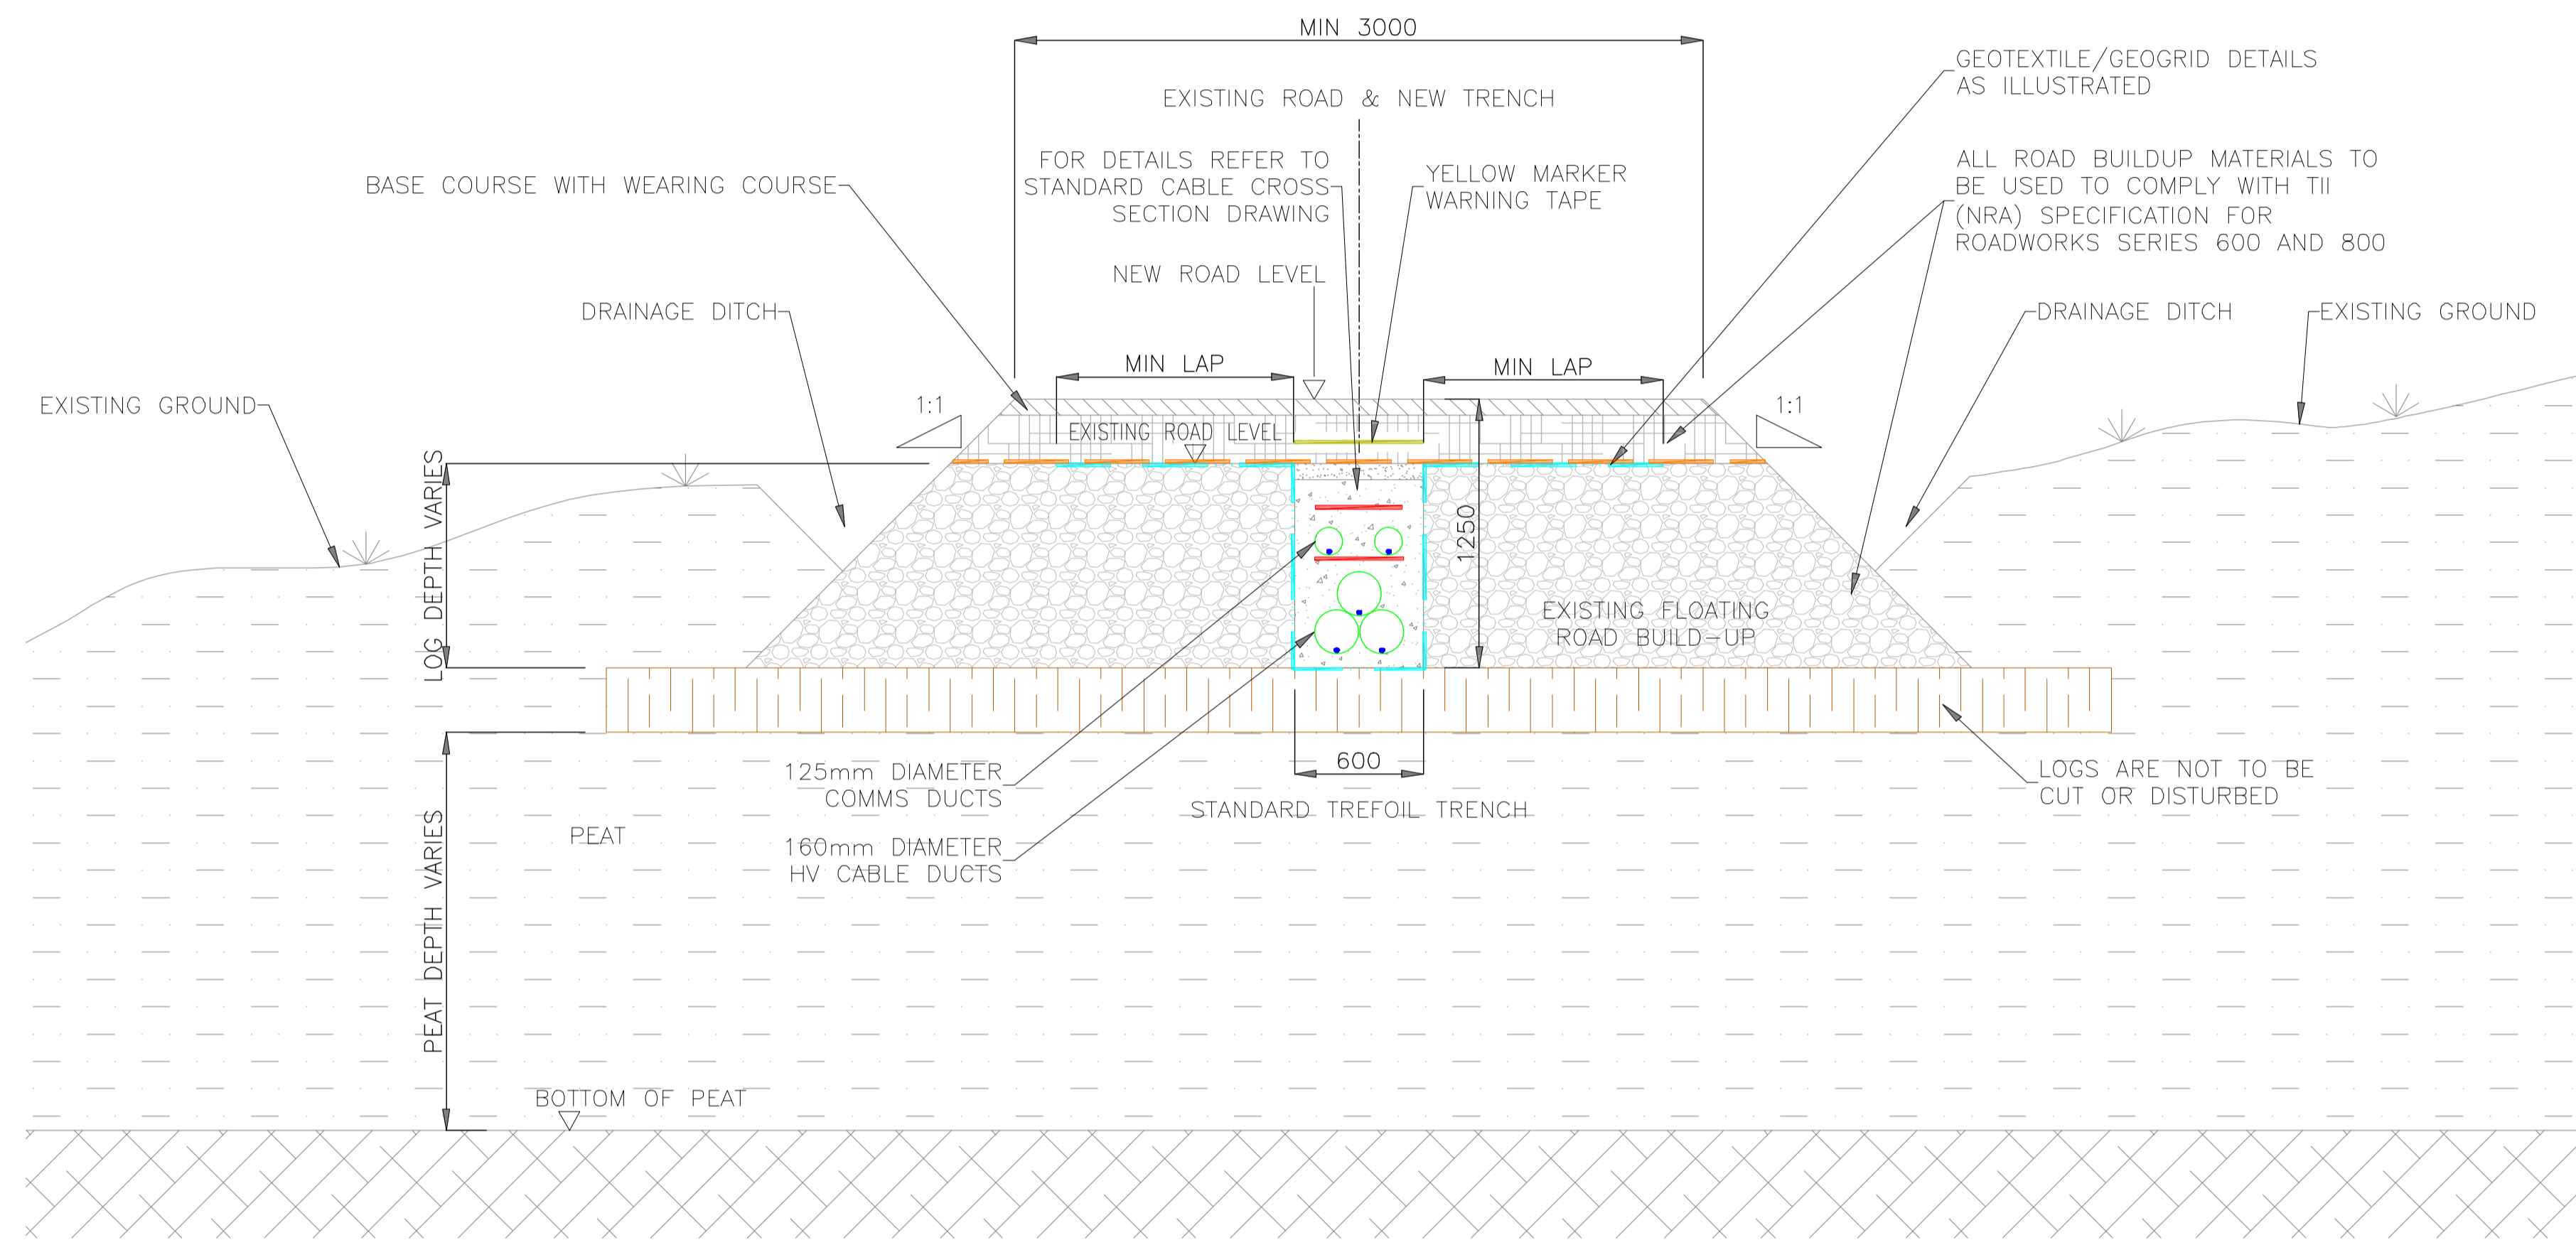 MIN 3000
EXISTING ROAD & NEW TRENCH
GEOTEXTILE/GEOGRID DETAILS
AS ILLUSTRATED
FOR DETAILS REFER TO
STANDARD CABLE CROSS
SECTION DRAWING
YELLOW MARKER
WARNING TAPE
ALL ROAD BUILDUP MATERIALS TO
BE USED TO COMPLY WITH TII
(NRA) SPECIFICATION FOR
ROADWORKS SERIES 600 AND 800
BASE COURSE WITH WEARING COURSE
NEW ROAD LEVEL
DRAINAGE DITCH
DRAINAGE DITCH
EXISTING GROUND
MIN LAP
MIN LAP
EXISTING GROUND
1:1
1:1
EXISTING ROAD LEVEL
LOG DEPTH VARIES
1250
EXISTING FLOATING
ROAD BUILD-UP
600
125mm DIAMETER
COMMS DUCTS
STANDARD TREFOIL TRENCH
LOGS ARE NOT TO BE
CUT OR DISTURBED
PEAT
160mm DIAMETER
HV CABLE DUCTS
PEAT DEPTH VARIES
BOTTOM OF PEAT